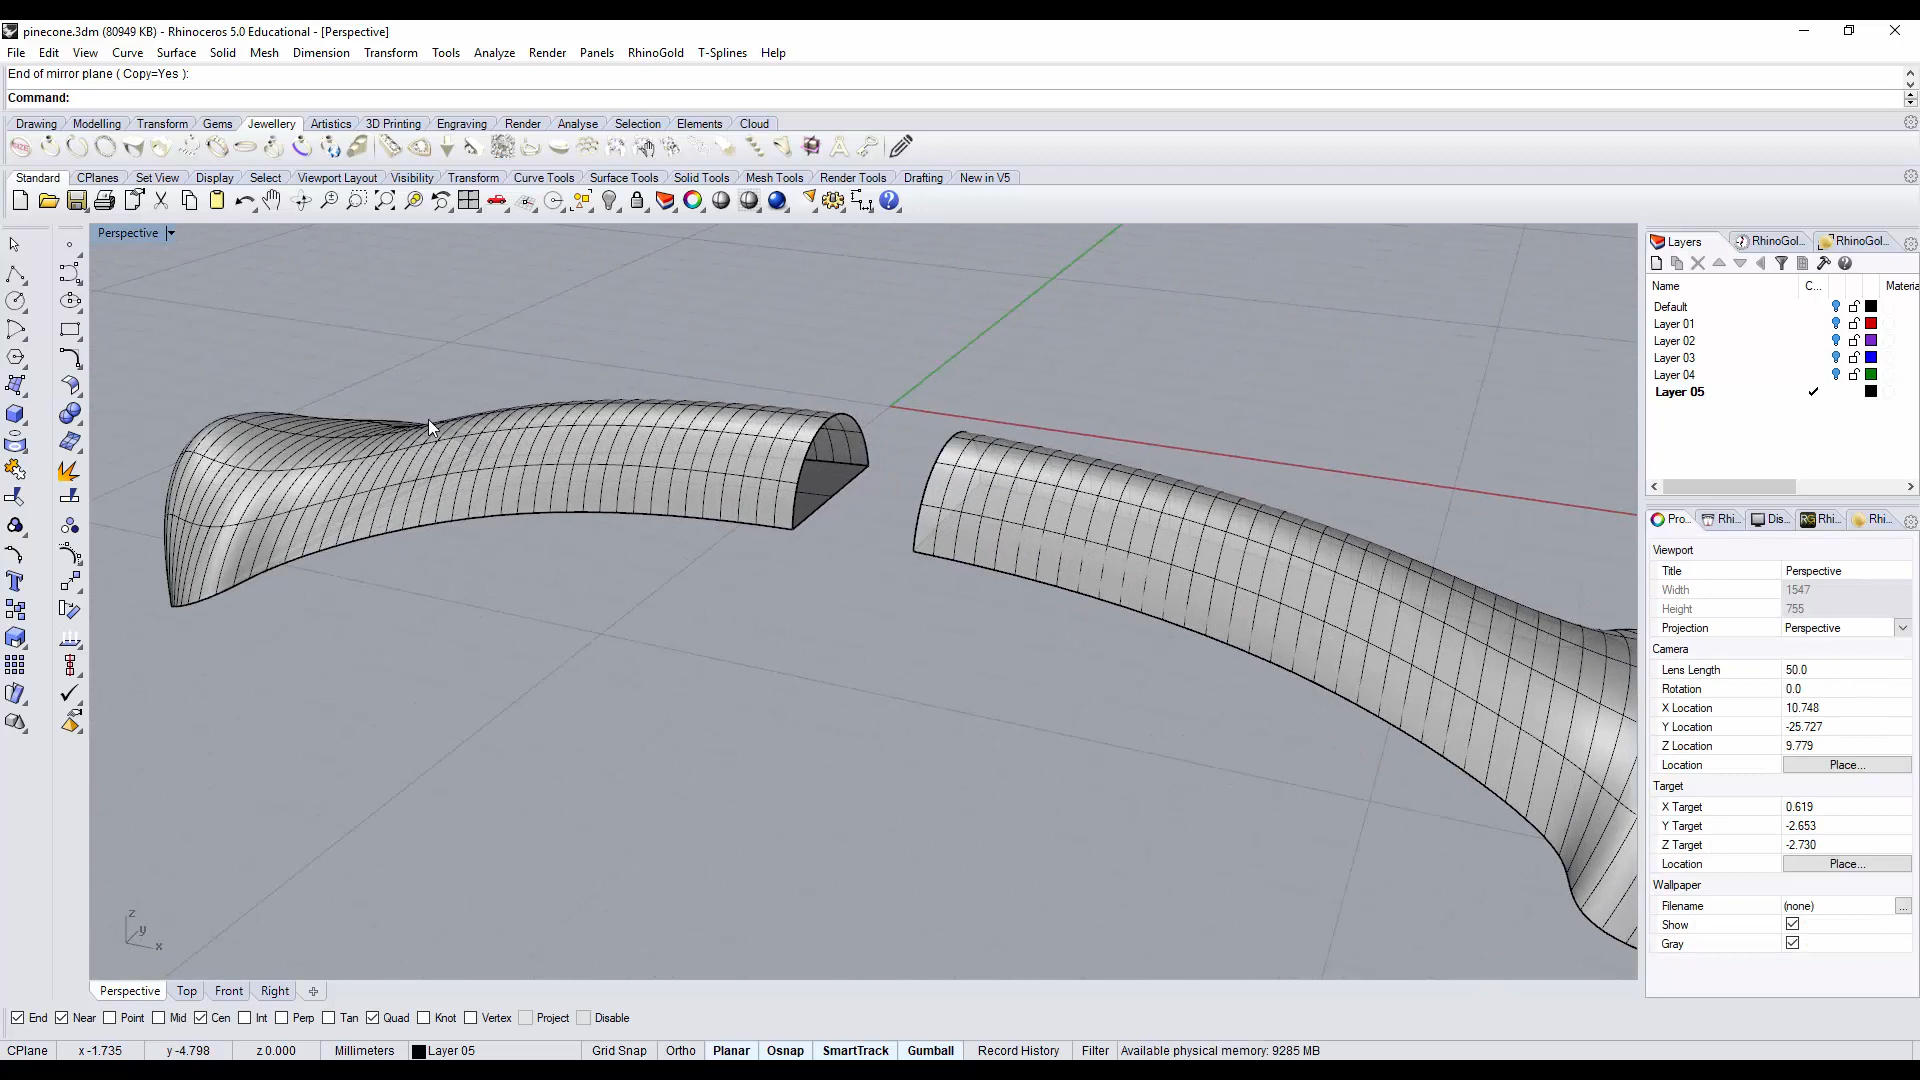 pinecone.3dm (80949 KB) - Rhinoceros 5.0 Educational - [Perspective]
File Edit View Curve Surface Solid Mesh Dimension Transform Tools Analyze Render Panels RhinoGold T-Splines Help
End of mirror plane ( Copy=Yes ):
Command:
Drawing Modelling Transform Gems Jewellery Artistics 3D Printing Engraving Render Analyse Selection Elements Cloud
Standard CPlanes Set View Display Select Viewport Layout Visibility Transform Curve Tools Surface Tools Solid Tools Mesh Tools Render Tools Drafting New in V5
Perspective
Layers RhinoGol... RhinoGol...
Name C... Materia
Default
Layer 01
Layer 02
Layer 03
Layer 04
Layer 05
Pro... Rhi... Dis... Rhi... Rhi...
Viewport
Title Perspective
Width 1547
Height 755
Projection Perspective
Camera
Lens Length 50.0
Rotation 0.0
X Location 10.748
Y Location -25.727
Z Location 9.779
Location Place...
Target
X Target 0.619
Y Target -2.653
Z Target -2.730
Location Place...
Wallpaper
Filename (none) ...
Show
Gray
z
y
x
Perspective Top Front Right
End Near Point Mid Cen Int Perp Tan Quad Knot Vertex Project Disable
CPlane x -1.735 y -4.798 z 0.000 Millimeters Layer 05 Grid Snap Ortho Planar Osnap SmartTrack Gumball Record History Filter Available physical memory: 9285 MB